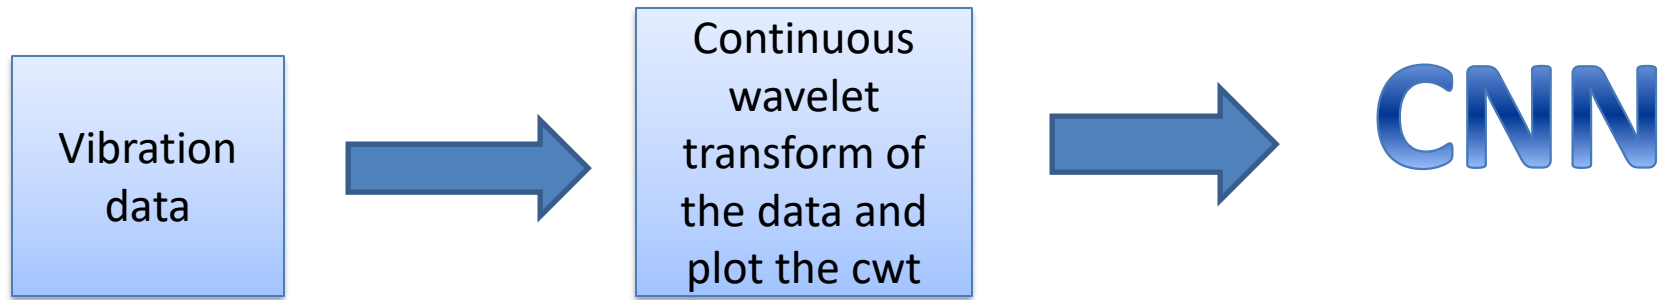 Vibration
data
Continuous
wavelet
transform of
the data and
plot the cwt
CNN